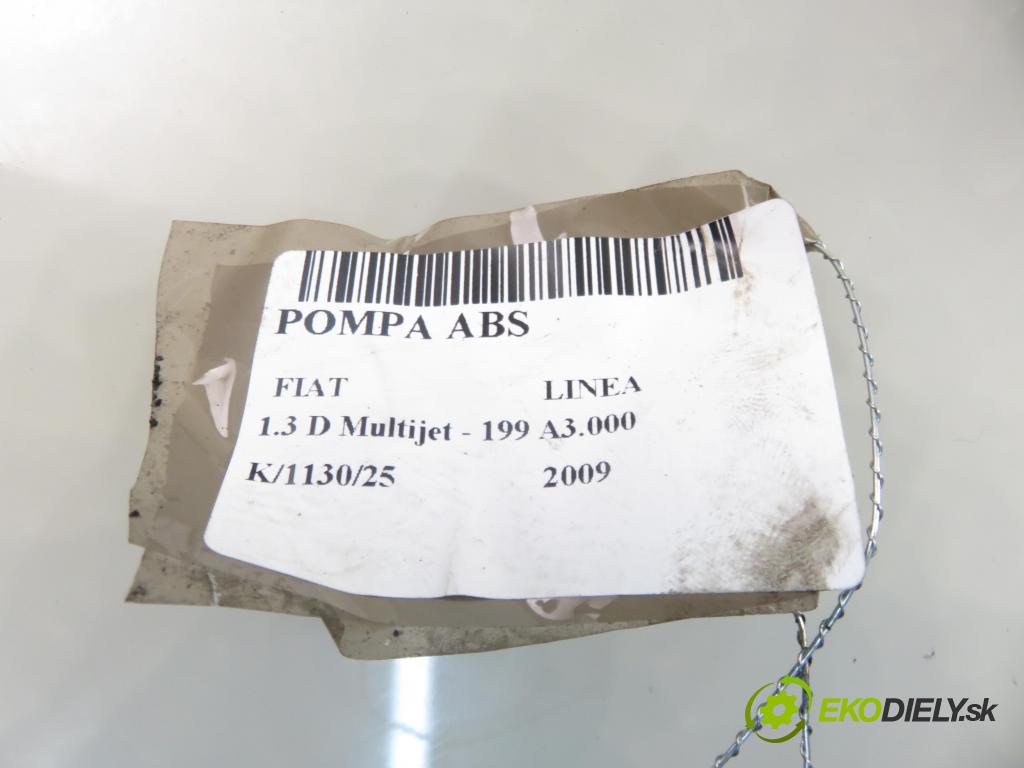 POMPA ABS
FIAT LINEA
1.3 D Multijet - 199 A3.000
K/1130/25 2009
EKODIELY.sk